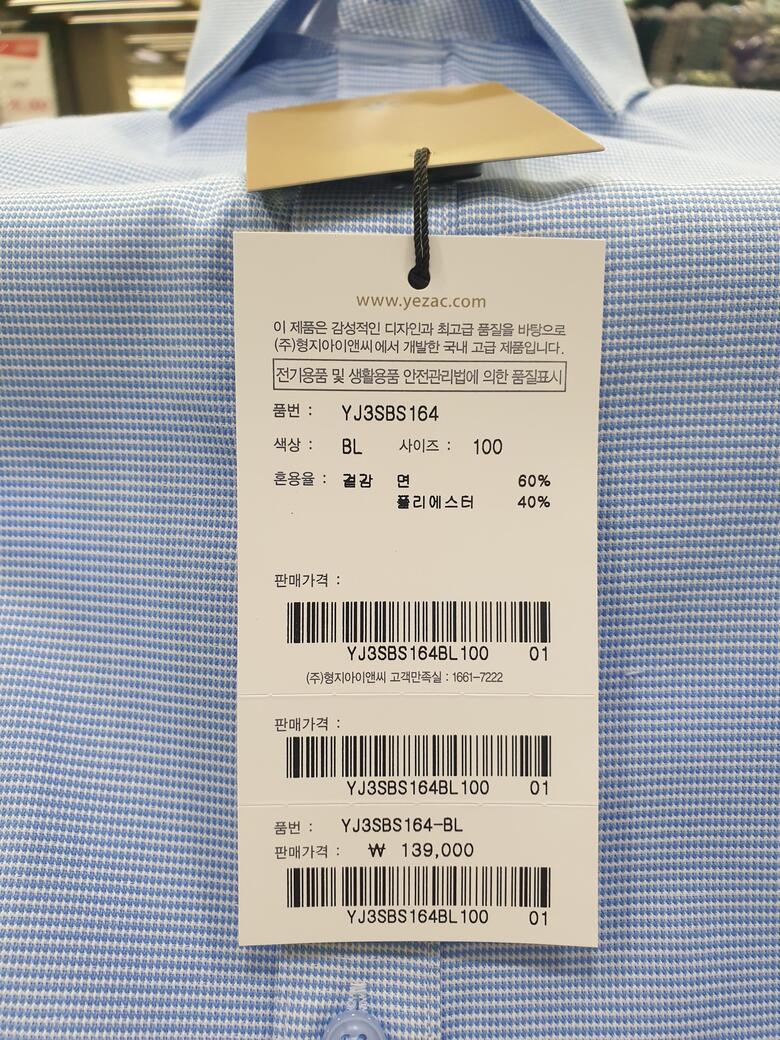 www.yezac.com
이 제품은 감성적인 디자인과 최고급 품질을 바탕으로
(주)형지아이앤씨에서 개발한 국내 고급 제품입니다.
전기용품 및 생활용품 안전관리법에 의한 품질표시
품번 : YJ3SBS164
색상 : BL 사이즈 : 100
혼용율 : 겉감 면 60%
폴리에스터 40%
판매가격 :
YJ3SBS164BL100 01
(주)형지아이앤씨 고객만족실 : 1661-7222
판매가격 :
YJ3SBS164BL100 01
품번 : YJ3SBS164-BL
판매가격 : ₩ 139,000
YJ3SBS164BL100 01